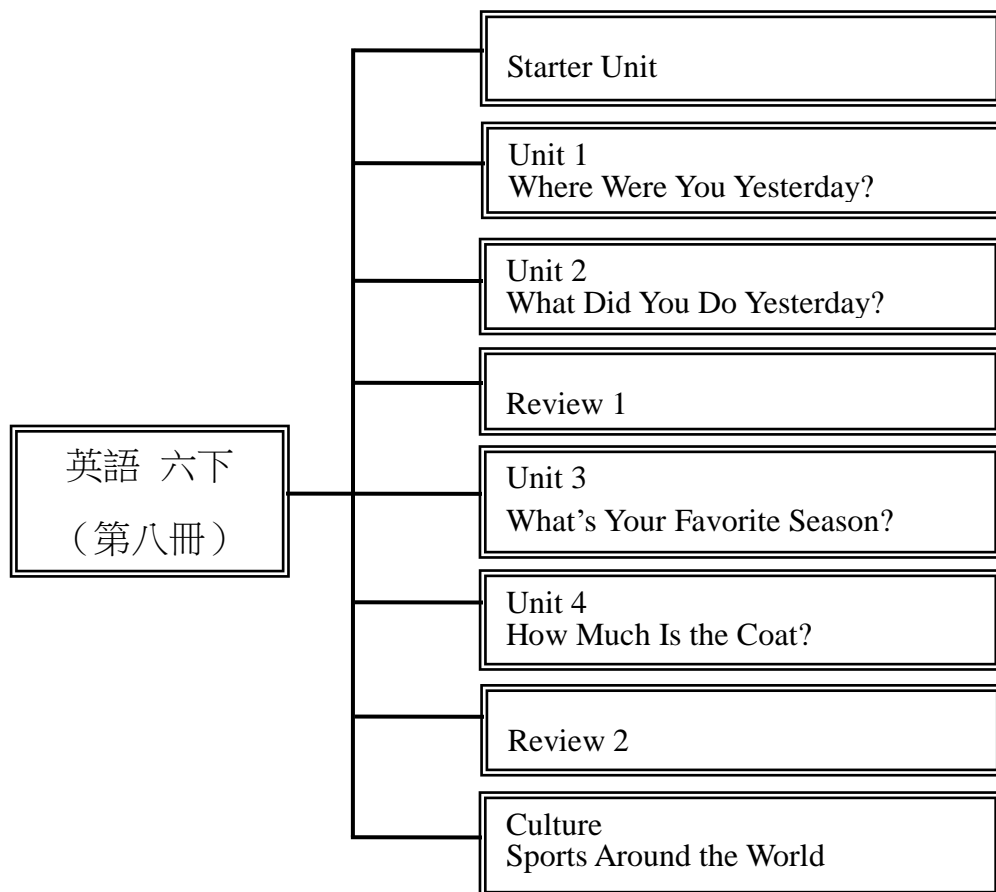 Starter Unit
Unit 1
Where Were You Yesterday?
Unit 2
What Did You Do Yesterday?
Review 1
英語 六下
（第八冊）
Unit 3
What’s Your Favorite Season?
Unit 4
How Much Is the Coat?
Review 2
Culture
Sports Around the World